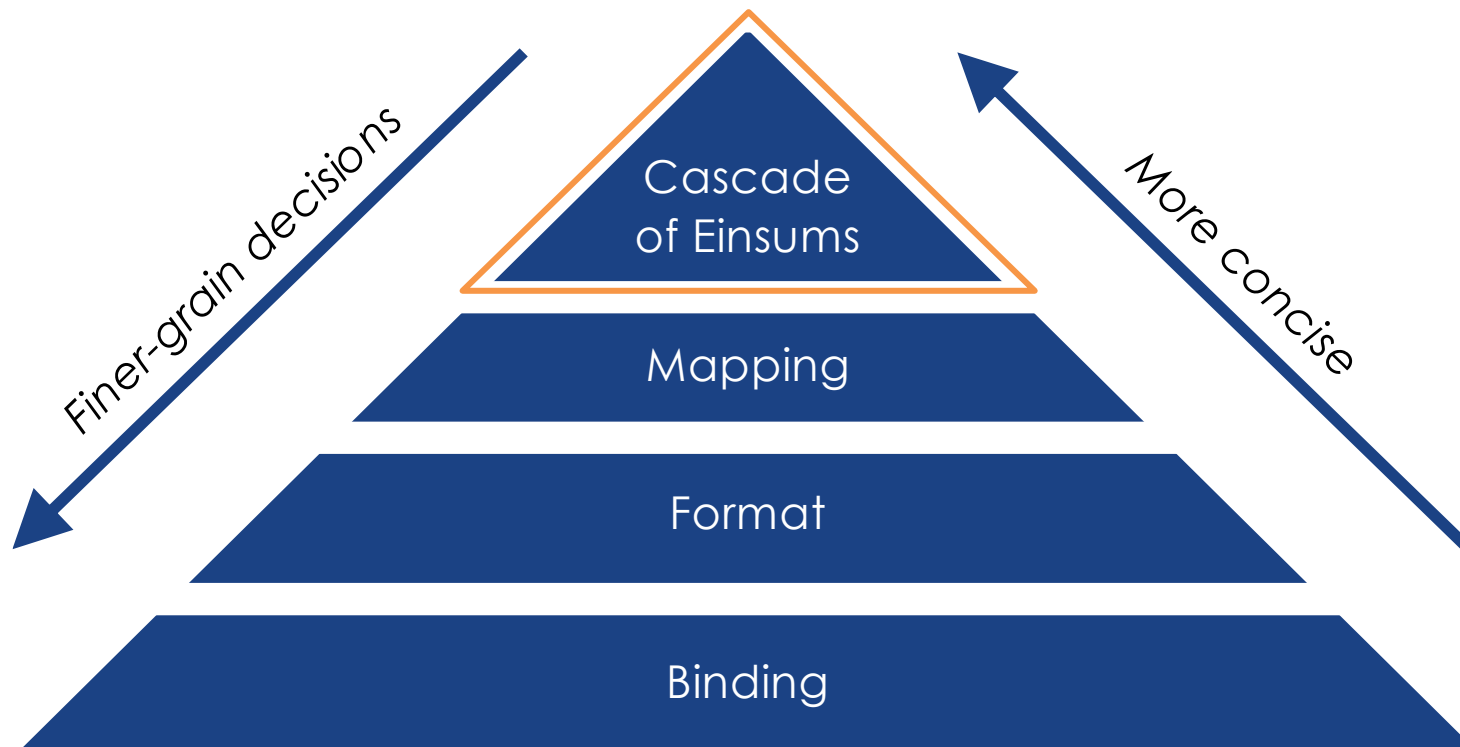 Finer-grain decisions
Cascade
of Einsums
More concise
Mapping
Format
Binding